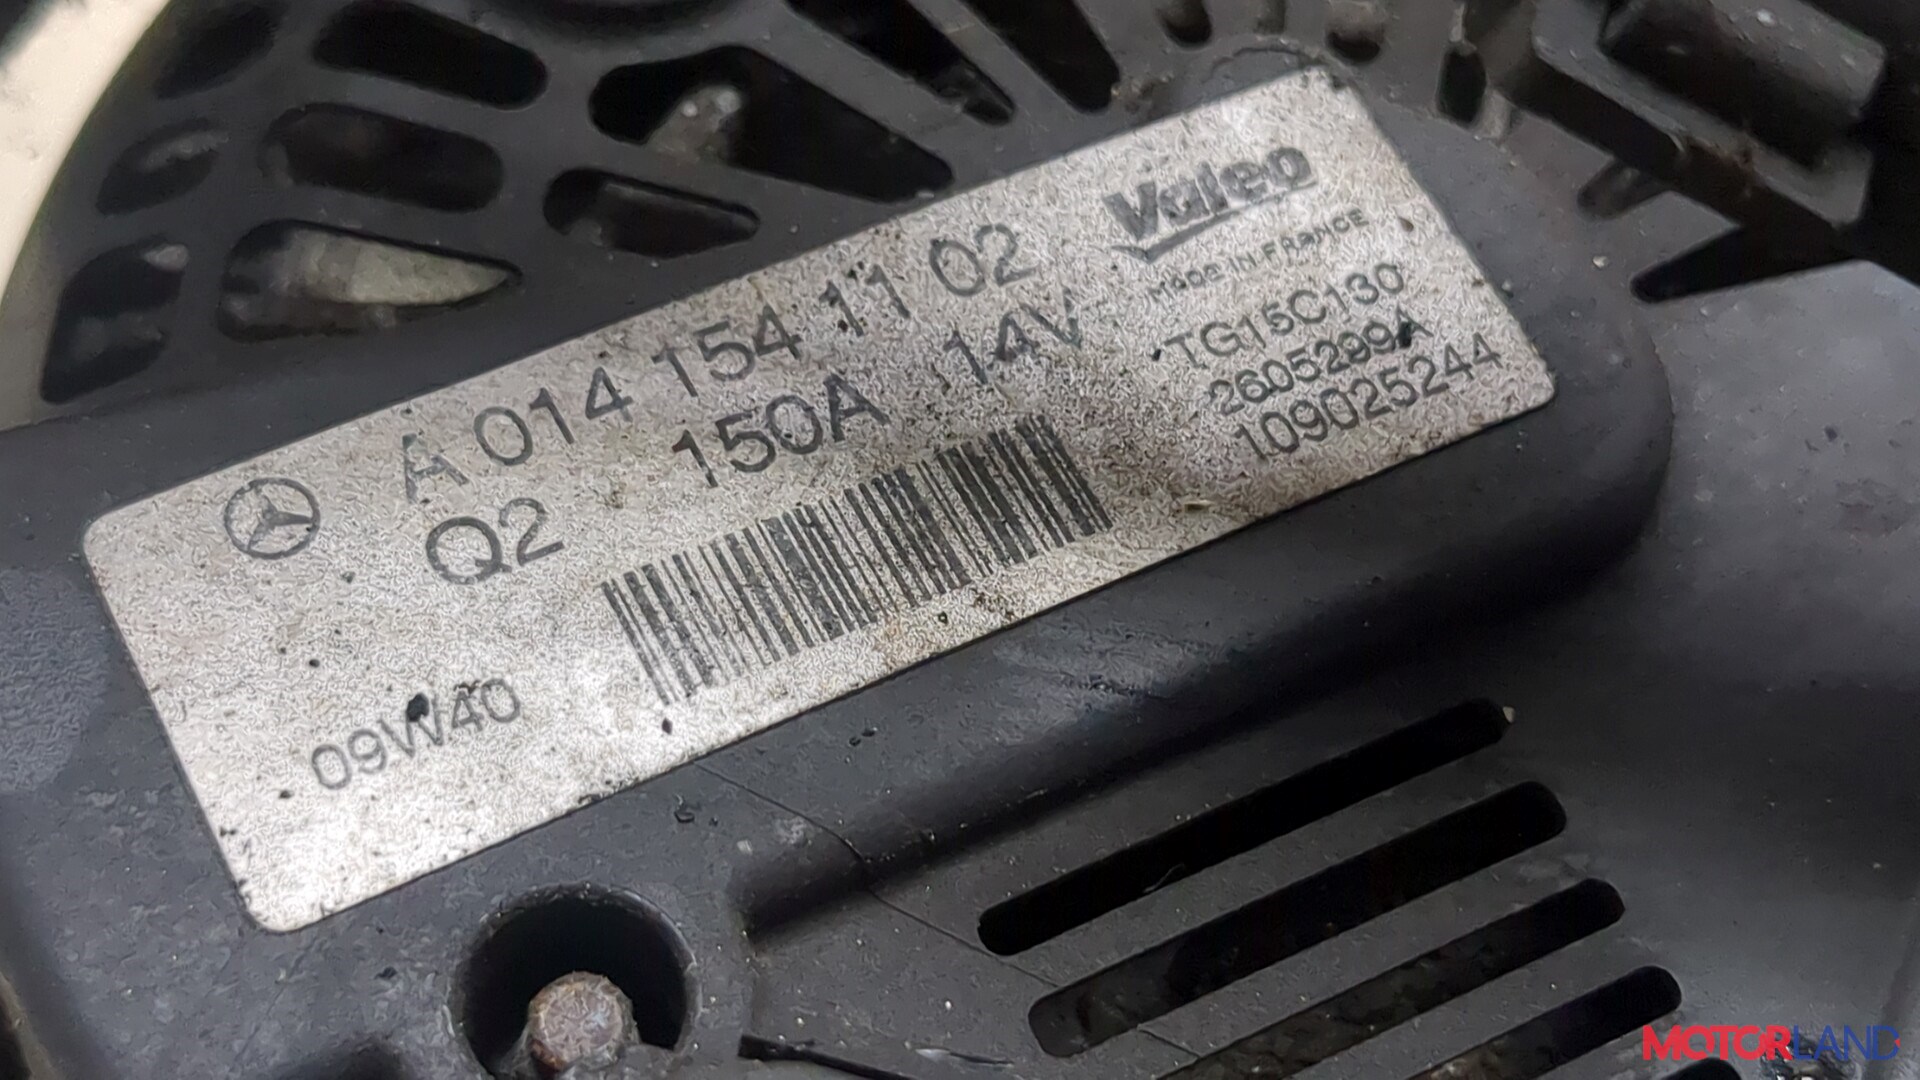 Valeo
MADE IN FRANCE
A 014 154 11 02
Q2 150A 14V
TG15C130
2605299A
109025244
09W40
MOTORLAND